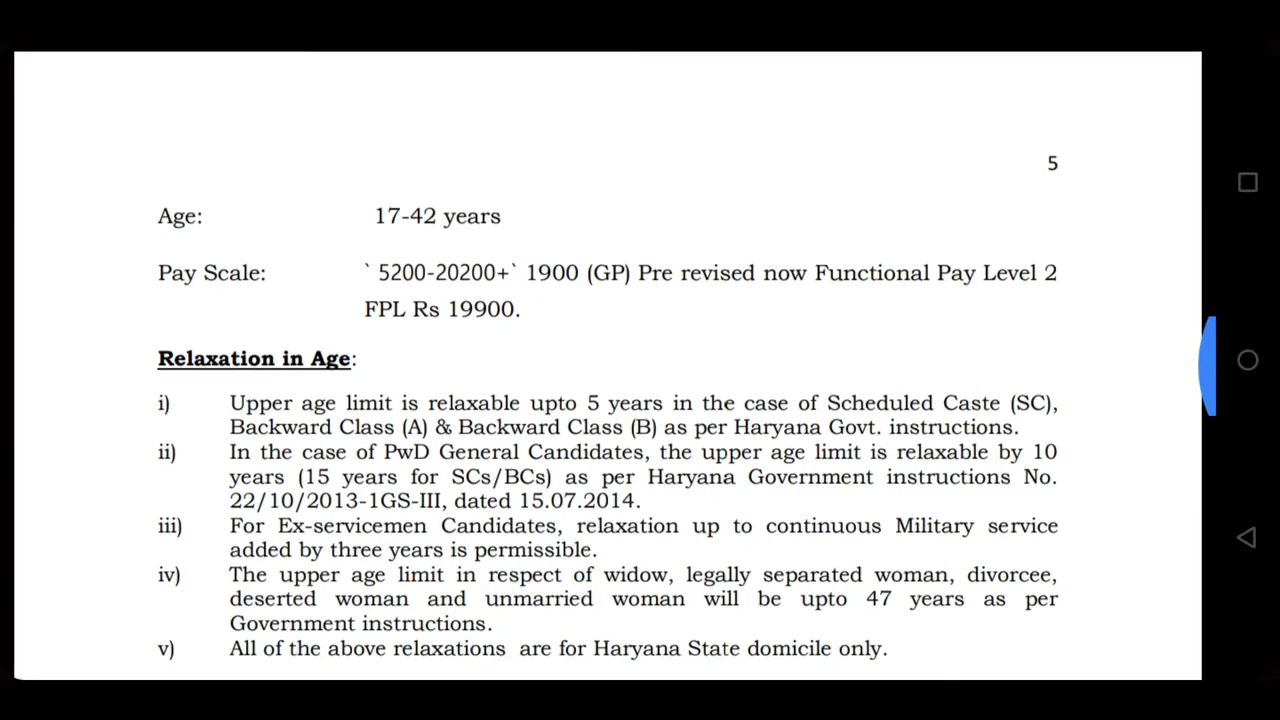 5
Age: 17-42 years
Pay Scale: ` 5200-20200+` 1900 (GP) Pre revised now Functional Pay Level 2
FPL Rs 19900.
Relaxation in Age:
i) Upper age limit is relaxable upto 5 years in the case of Scheduled Caste (SC),
Backward Class (A) & Backward Class (B) as per Haryana Govt. instructions.
ii) In the case of PwD General Candidates, the upper age limit is relaxable by 10
years (15 years for SCs/BCs) as per Haryana Government instructions No.
22/10/2013-1GS-III, dated 15.07.2014.
iii) For Ex-servicemen Candidates, relaxation up to continuous Military service
added by three years is permissible.
iv) The upper age limit in respect of widow, legally separated woman, divorcee,
deserted woman and unmarried woman will be upto 47 years as per
Government instructions.
v) All of the above relaxations are for Haryana State domicile only.